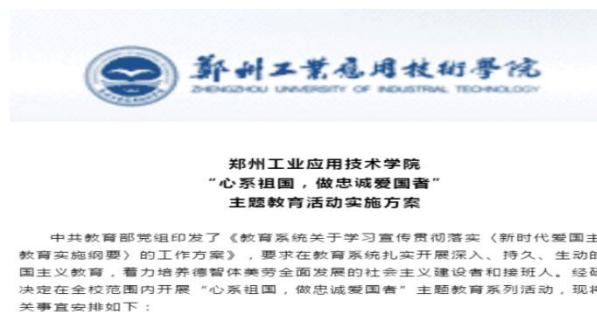 鄭州工業應用技術學院
ZHENGZHOU UNIVERSITY OF INDUSTRIAL TECHNOLOGY
郑州工业应用技术学院
“心系祖国，做忠诚爱国者”
主题教育活动实施方案
中共教育部党组印发了《教育系统关于学习宣传贯彻落实〈新时代爱国主
教育实施纲要〉的工作方案》，要求在教育系统扎实开展深入、持久、生动的
国主义教育，着力培养德智体美劳全面发展的社会主义建设者和接班人。经研
决定在全校范围内开展“心系祖国，做忠诚爱国者”主题教育系列活动，现将
关事宜安排如下：